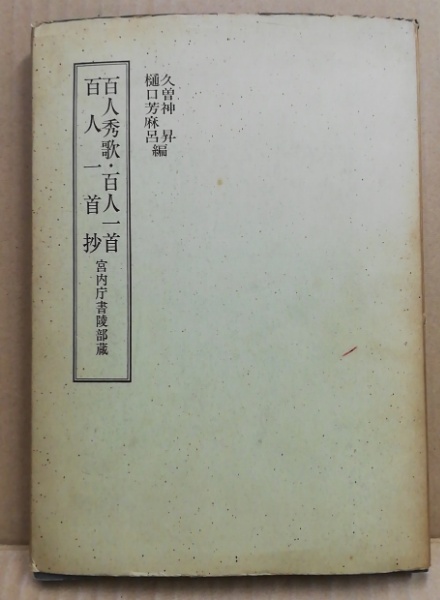 久曽神 昇
樋口芳麻呂 編
百人秀歌・百人一首
百人一首抄
宮内庁書陵部蔵